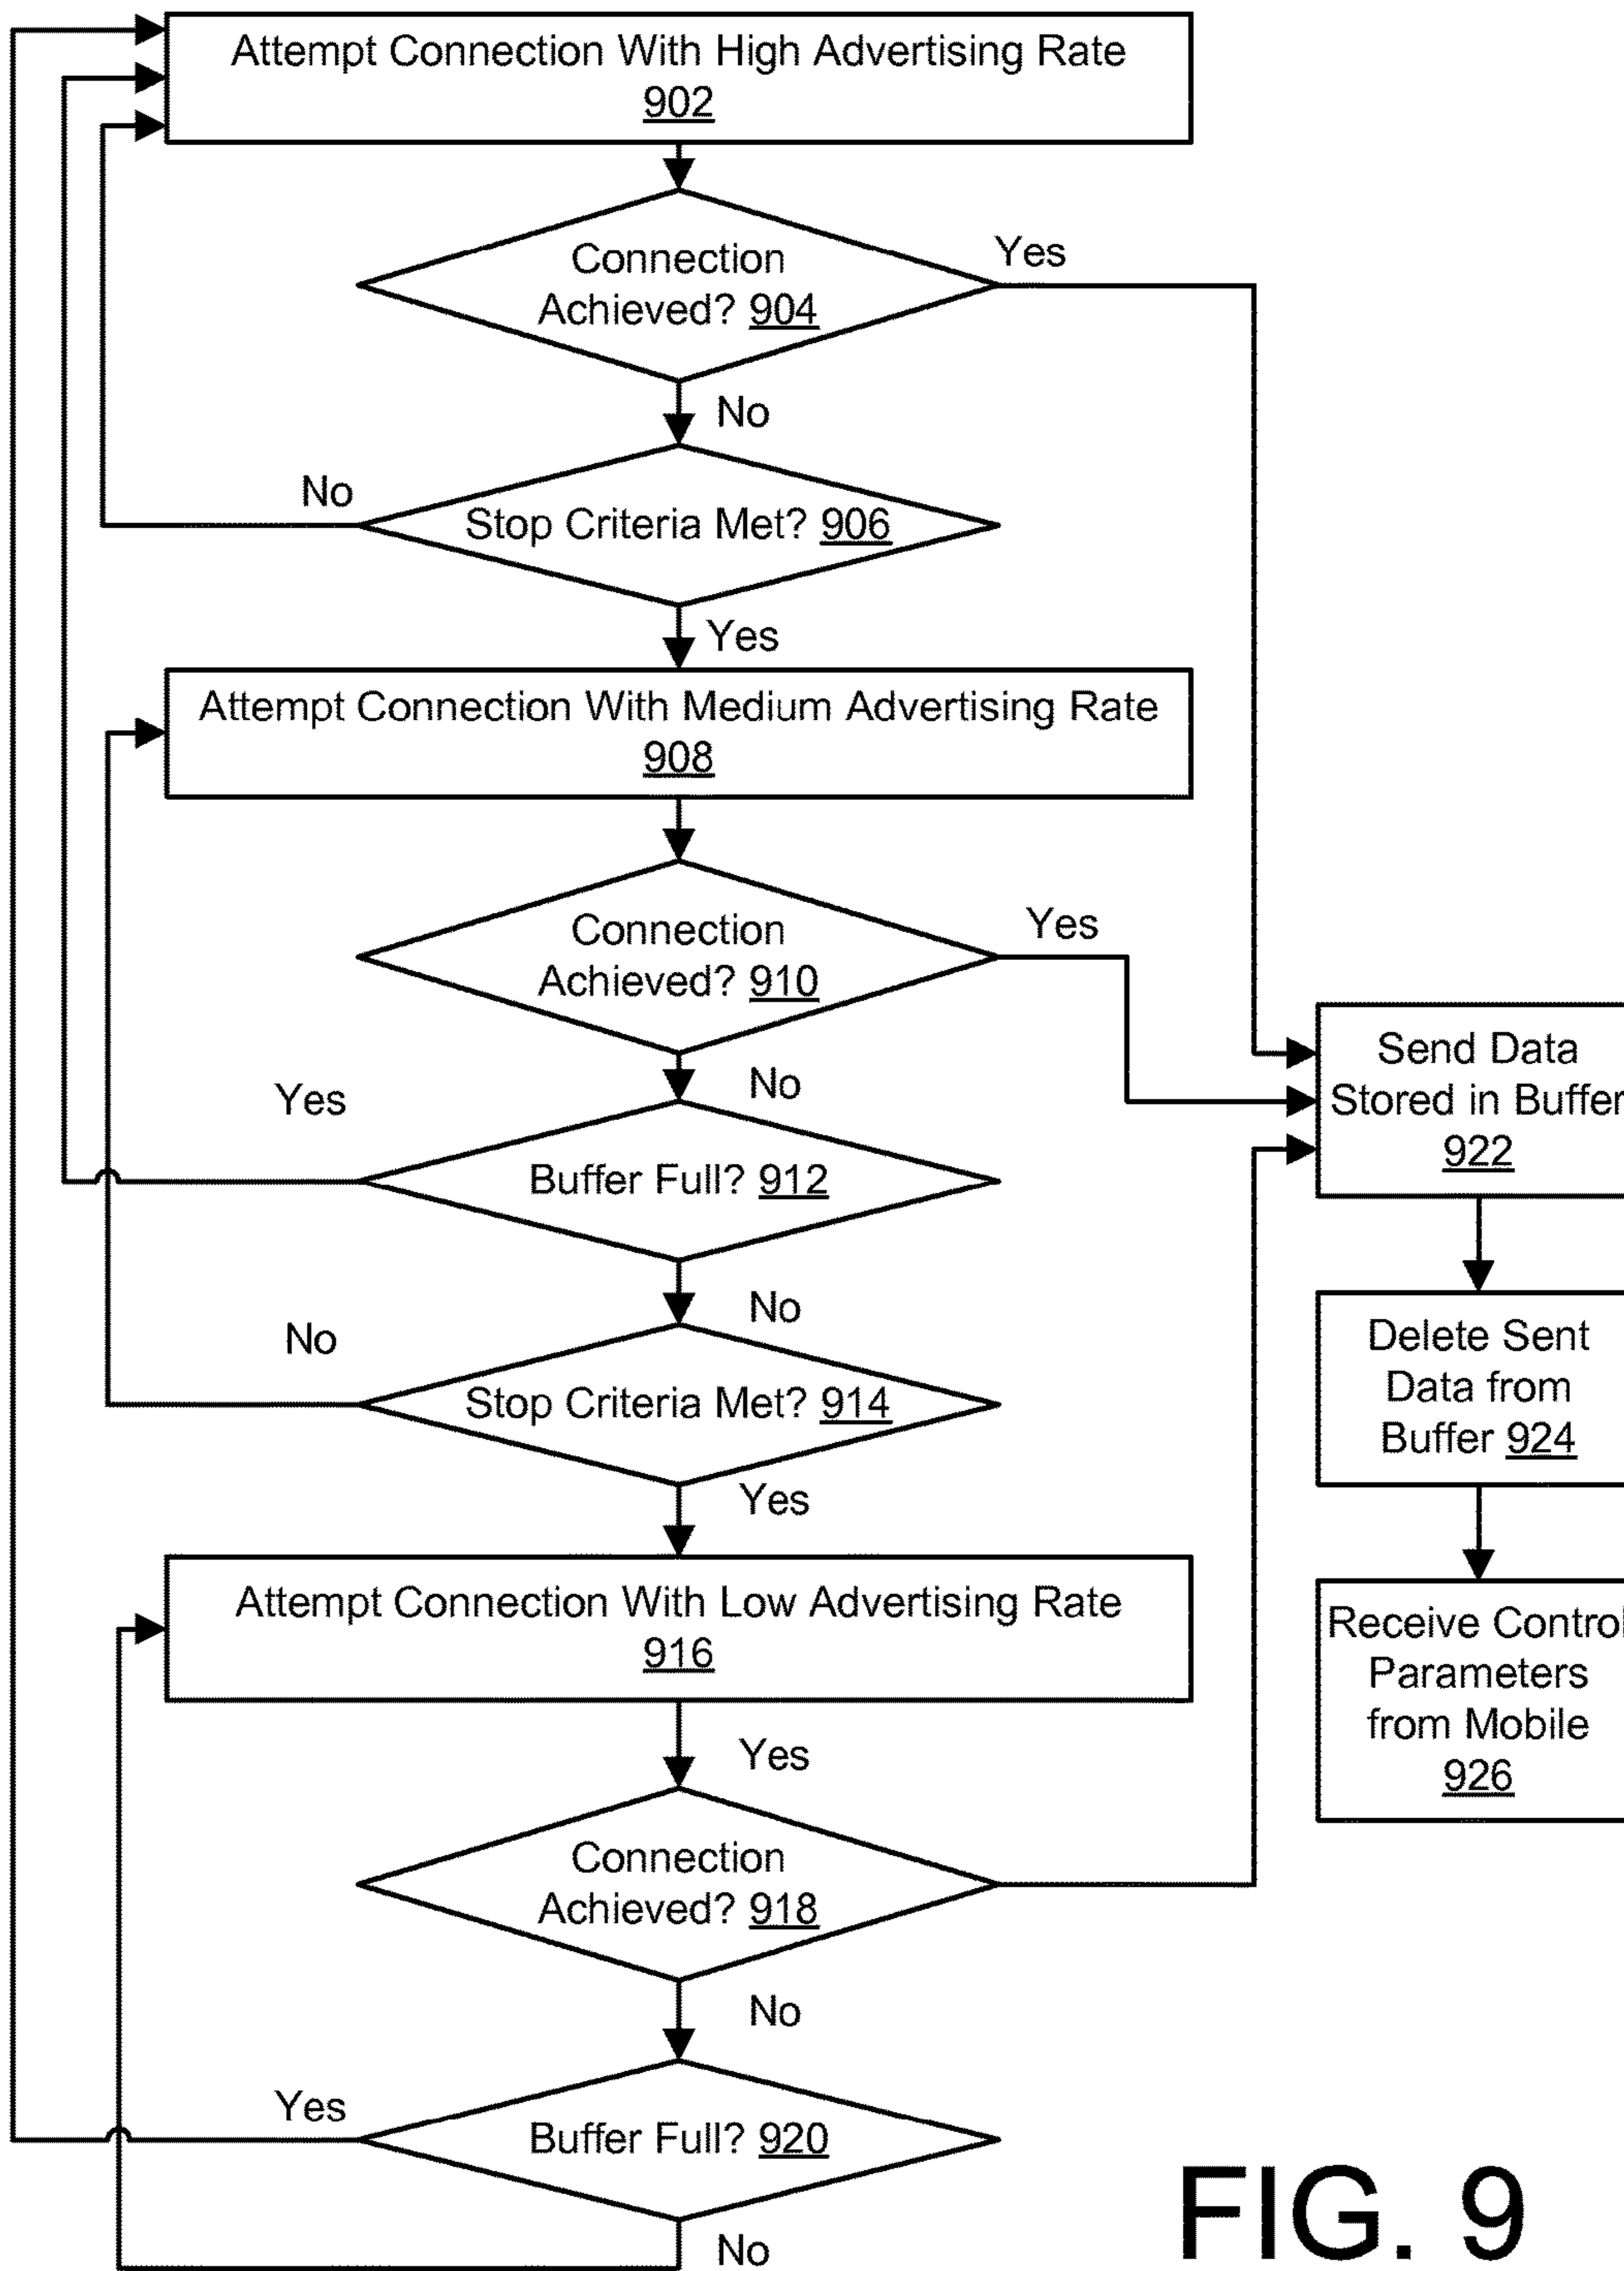 Attempt Connection With High Advertising Rate
902
Connection
Achieved? 904
Yes
No
No
Stop Criteria Met? 906
Yes
Attempt Connection With Medium Advertising Rate
908
Connection
Achieved? 910
Yes
No
Yes
Buffer Full? 912
No
No
Stop Criteria Met? 914
Yes
Attempt Connection With Low Advertising Rate
916
Yes
Connection
Achieved? 918
No
Yes
Buffer Full? 920
No
Send Data
Stored in Buffer
922
Delete Sent
Data from
Buffer 924
Receive Control
Parameters
from Mobile
926
FIG. 9